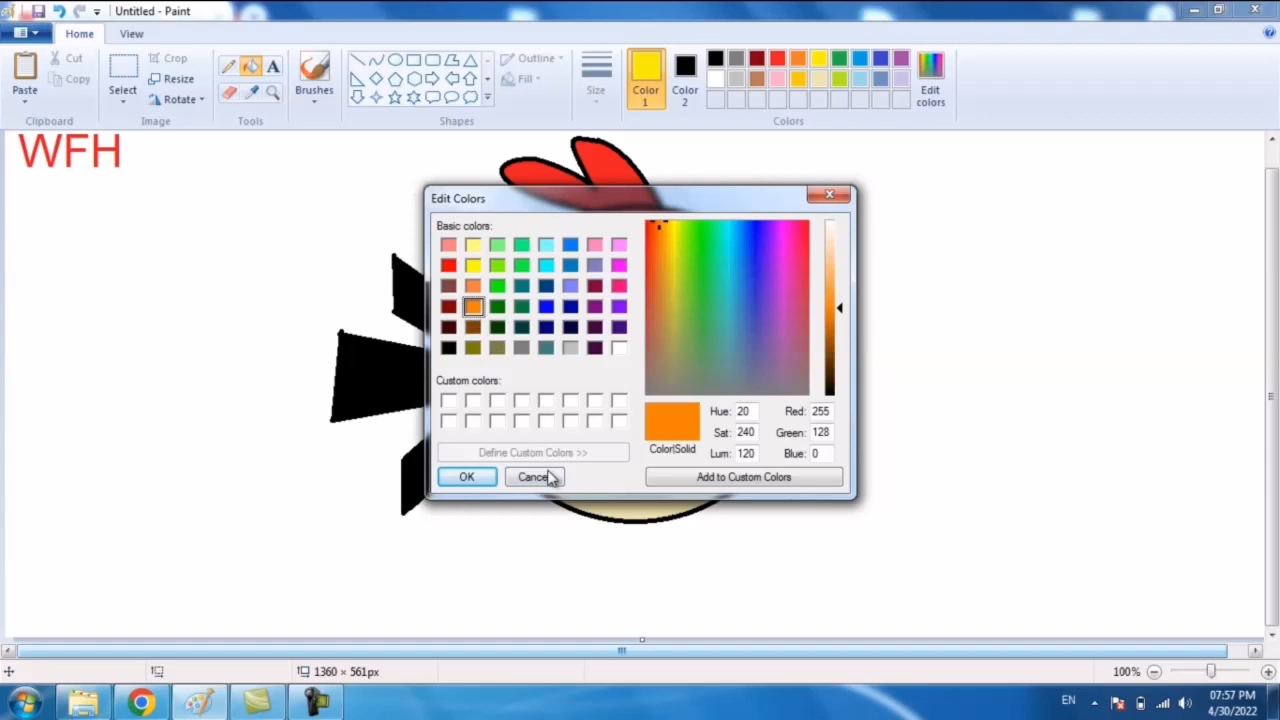 Untitled - Paint
Home
View
Paste
Cut
Copy
Clipboard
Select
Crop
Resize
Rotate
Image
Tools
Brushes
Outline
Fill
Shapes
Size
Color 1
Color 2
Edit colors
Colors
WFH
Edit Colors
Basic colors:
Custom colors:
Define Custom Colors >>
OK
Cancel
Color|Solid
Hue: 20
Red: 255
Sat: 240
Green: 128
Lum: 120
Blue: 0
Add to Custom Colors
1360 × 561px
100%
EN
07:57 PM
4/30/2022